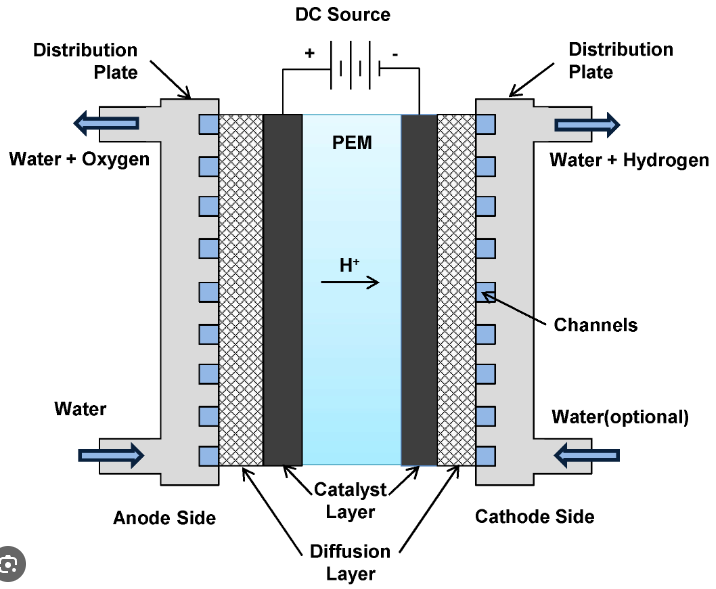 DC Source
+
-
Distribution
Plate
Distribution
Plate
Water + Oxygen
Water + Hydrogen
PEM
H⁺
Channels
Water
Water(optional)
Catalyst
Layer
Anode Side
Cathode Side
Diffusion
Layer